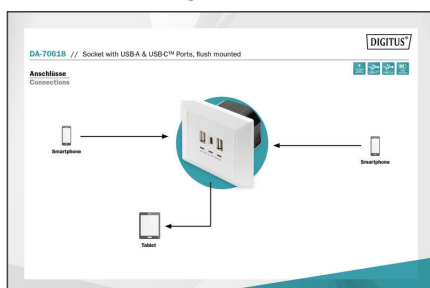 DIGITUS®
DA-70618 // Socket with USB-A & USB-C™ Ports, flush mounted
Anschlüsse
Connections
Smartphone
Smartphone
Tablet